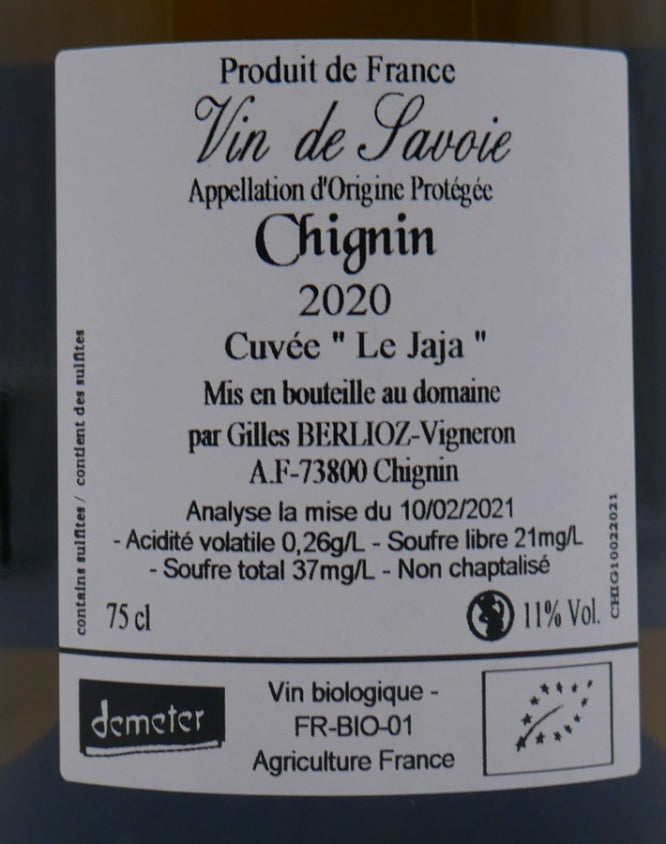 Produit de France
Vin de Savoie
Appellation d'Origine Protégée
Chignin
2020
Cuvée " Le Jaja "
Mis en bouteille au domaine
par Gilles BERLIOZ-Vigneron
A.F-73800 Chignin
Analyse la mise du 10/02/2021
- Acidité volatile 0,26g/L - Soufre libre 21mg/L
- Soufre total 37mg/L - Non chaptalisé
75 cl
11% Vol.
contains sulfites / contient des sulfites
CHIG10022021
demeter
Vin biologique -
FR-BIO-01
Agriculture France